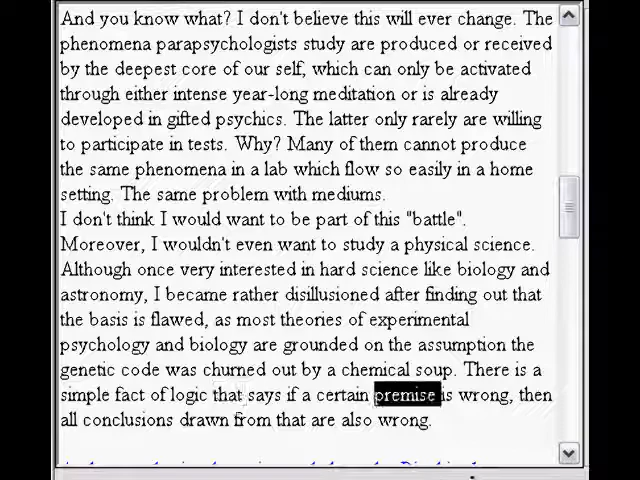 And you know what? I don't believe this will ever change. The
phenomena parapsychologists study are produced or received
by the deepest core of our self, which can only be activated
through either intense year-long meditation or is already
developed in gifted psychics. The latter only rarely are willing
to participate in tests. Why? Many of them cannot produce
the same phenomena in a lab which flow so easily in a home
setting. The same problem with mediums.
I don't think I would want to be part of this "battle".
Moreover, I wouldn't even want to study a physical science.
Although once very interested in hard science like biology and
astronomy, I became rather disillusioned after finding out that
the basis is flawed, as most theories of experimental
psychology and biology are grounded on the assumption the
genetic code was churned out by a chemical soup. There is a
simple fact of logic that says if a certain premise is wrong, then
all conclusions drawn from that are also wrong.